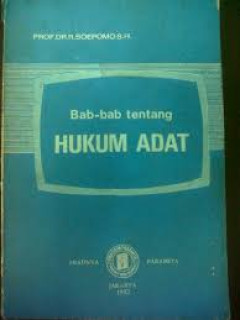 PROF.DR.R.SOEPOMO S.H.
Bab-bab tentang
HUKUM ADAT
PRADNYA PARAMITA
JAKARTA